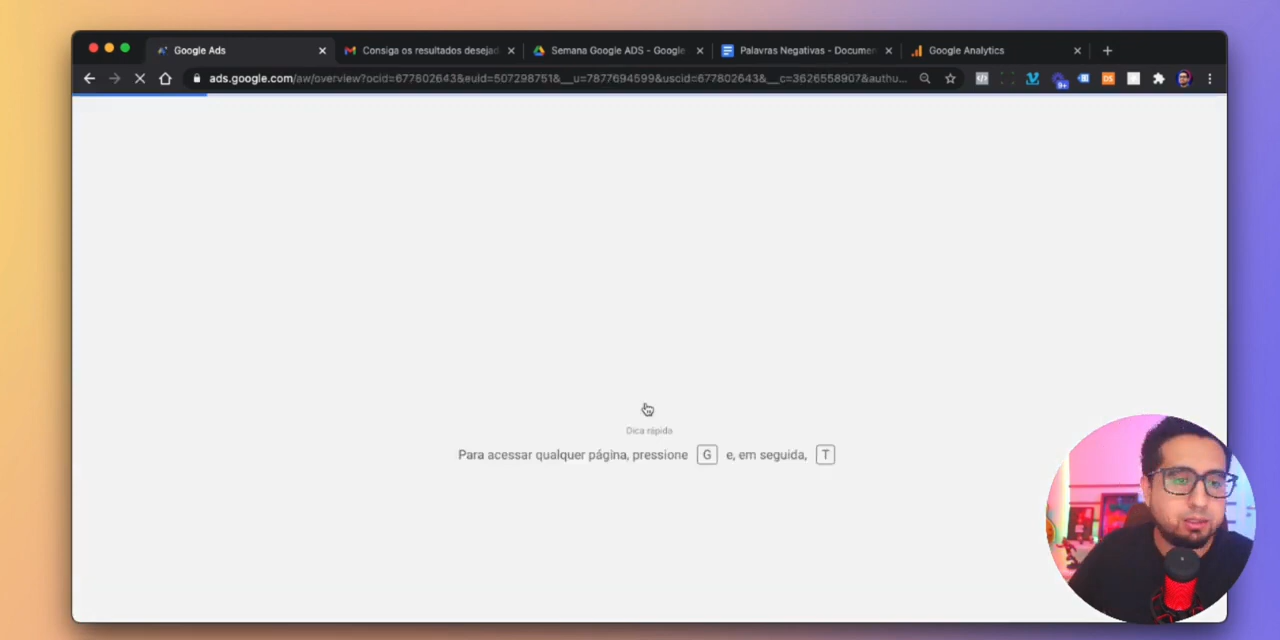 Google Ads
Consiga os resultados desejad
Semana Google ADS - Google
Palavras Negativas - Documen
Google Analytics
ads.google.com/aw/overview?ocid=677802643&euid=507298751&__u=7877694599&uscid=677802643&__c=3626558907&authu...
9+
DS
Dica rápida
Para acessar qualquer página, pressione G e, em seguida, T